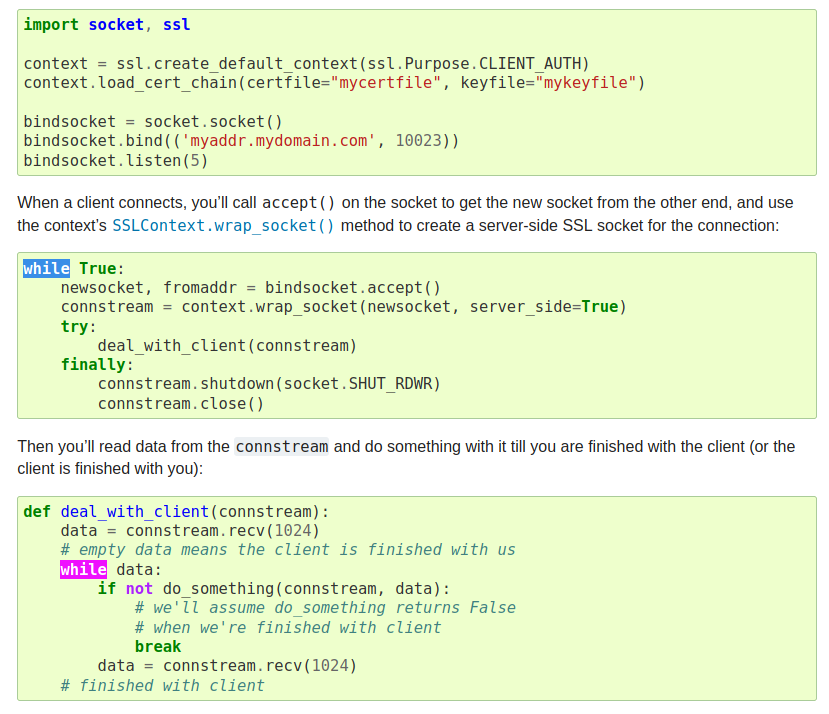 import socket, ssl
context = ssl.create_default_context(ssl.Purpose.CLIENT_AUTH)
context.load_cert_chain(certfile="mycertfile", keyfile="mykeyfile")
bindsocket = socket.socket()
bindsocket.bind(('myaddr.mydomain.com', 10023))
bindsocket.listen(5)
When a client connects, you’ll call accept() on the socket to get the new socket from the other end, and use
the context’s SSLContext.wrap_socket() method to create a server-side SSL socket for the connection:
while True:
    newsocket, fromaddr = bindsocket.accept()
    connstream = context.wrap_socket(newsocket, server_side=True)
    try:
        deal_with_client(connstream)
    finally:
        connstream.shutdown(socket.SHUT_RDWR)
        connstream.close()
Then you’ll read data from the connstream and do something with it till you are finished with the client (or the
client is finished with you):
def deal_with_client(connstream):
    data = connstream.recv(1024)
    # empty data means the client is finished with us
    while data:
        if not do_something(connstream, data):
            # we'll assume do_something returns False
            # when we're finished with client
            break
        data = connstream.recv(1024)
    # finished with client